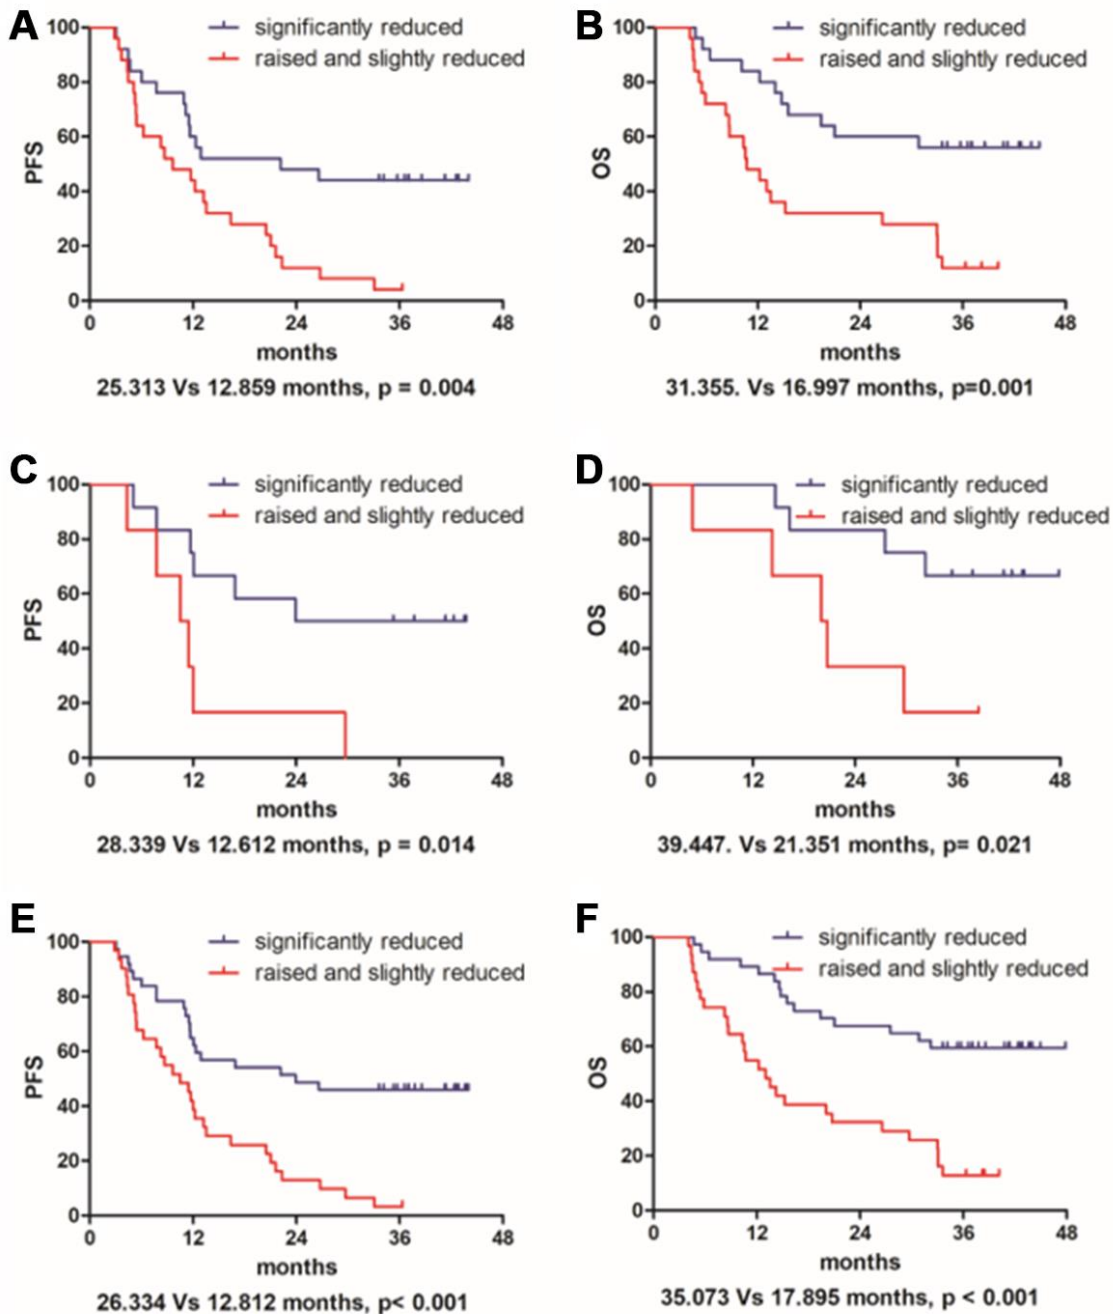 A
significantly reduced
raised and slightly reduced
PFS
100
80
60
40
20
0
0 12 24 36 48
months
25.313 Vs 12.859 months, p = 0.004
B
significantly reduced
raised and slightly reduced
OS
100
80
60
40
20
0
0 12 24 36 48
months
31.355. Vs 16.997 months, p=0.001
C
significantly reduced
raised and slightly reduced
PFS
100
80
60
40
20
0
0 12 24 36 48
months
28.339 Vs 12.612 months, p = 0.014
D
significantly reduced
raised and slightly reduced
OS
100
80
60
40
20
0
0 12 24 36 48
months
39.447. Vs 21.351 months, p= 0.021
E
significantly reduced
raised and slightly reduced
PFS
100
80
60
40
20
0
0 12 24 36 48
months
26.334 Vs 12.812 months, p< 0.001
F
significantly reduced
raised and slightly reduced
OS
100
80
60
40
20
0
0 12 24 36 48
months
35.073 Vs 17.895 months, p < 0.001